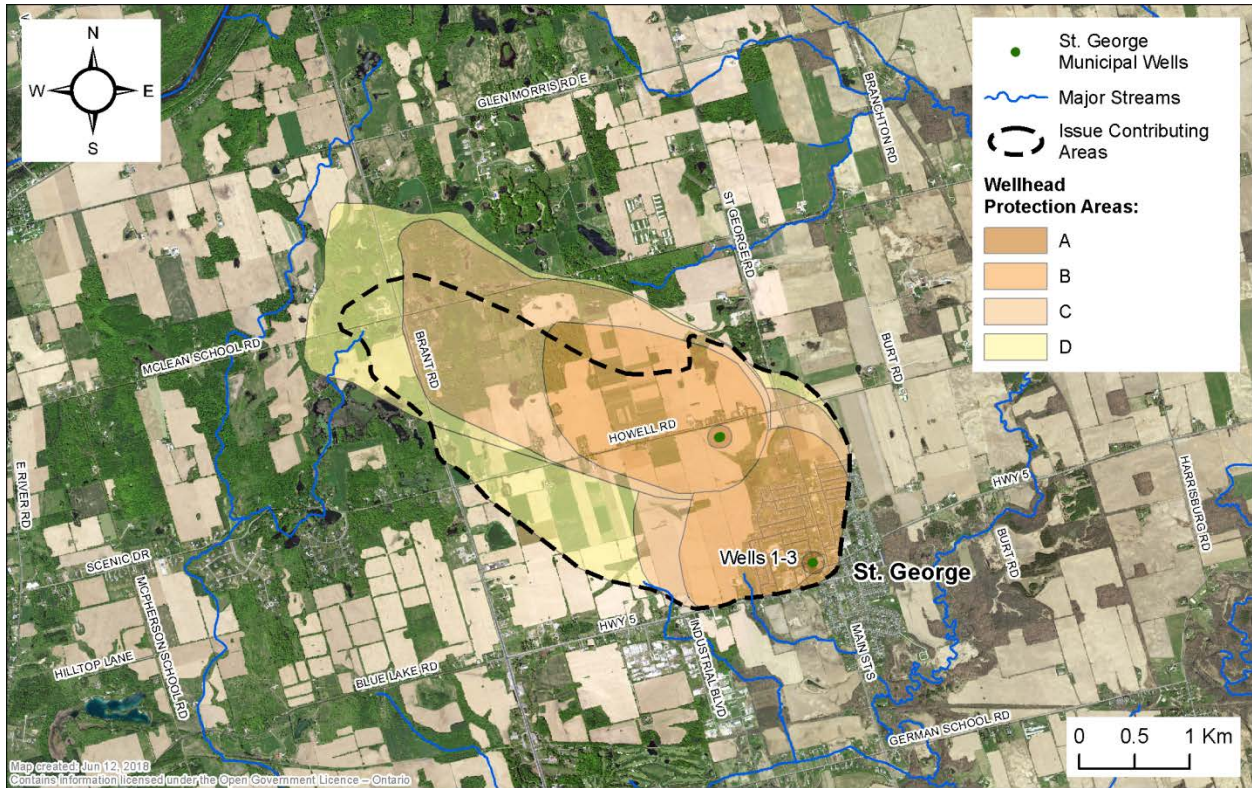 N
W
E
S
St. George
Municipal Wells
Major Streams
Issue Contributing
Areas
Wellhead
Protection Areas:
A
B
C
D
GLEN MORRIS RD E
BRANCHTON RD
ST GEORGE RD
MCLEAN SCHOOL RD
BRANT RD
BURT RD
HOWELL RD
E RIVER RD
HWY 5
HARRISBURG RD
SCENIC DR
Wells 1-3
St. George
BURT RD
MCPHERSON SCHOOL RD
HWY 5
INDUSTRIAL BLVD
MAIN ST S
HILLTOP LANE
BLUE LAKE RD
GERMAN SCHOOL RD
0 0.5 1 Km
Map created: Jun 12, 2018
Contains information licensed under the Open Government Licence – Ontario